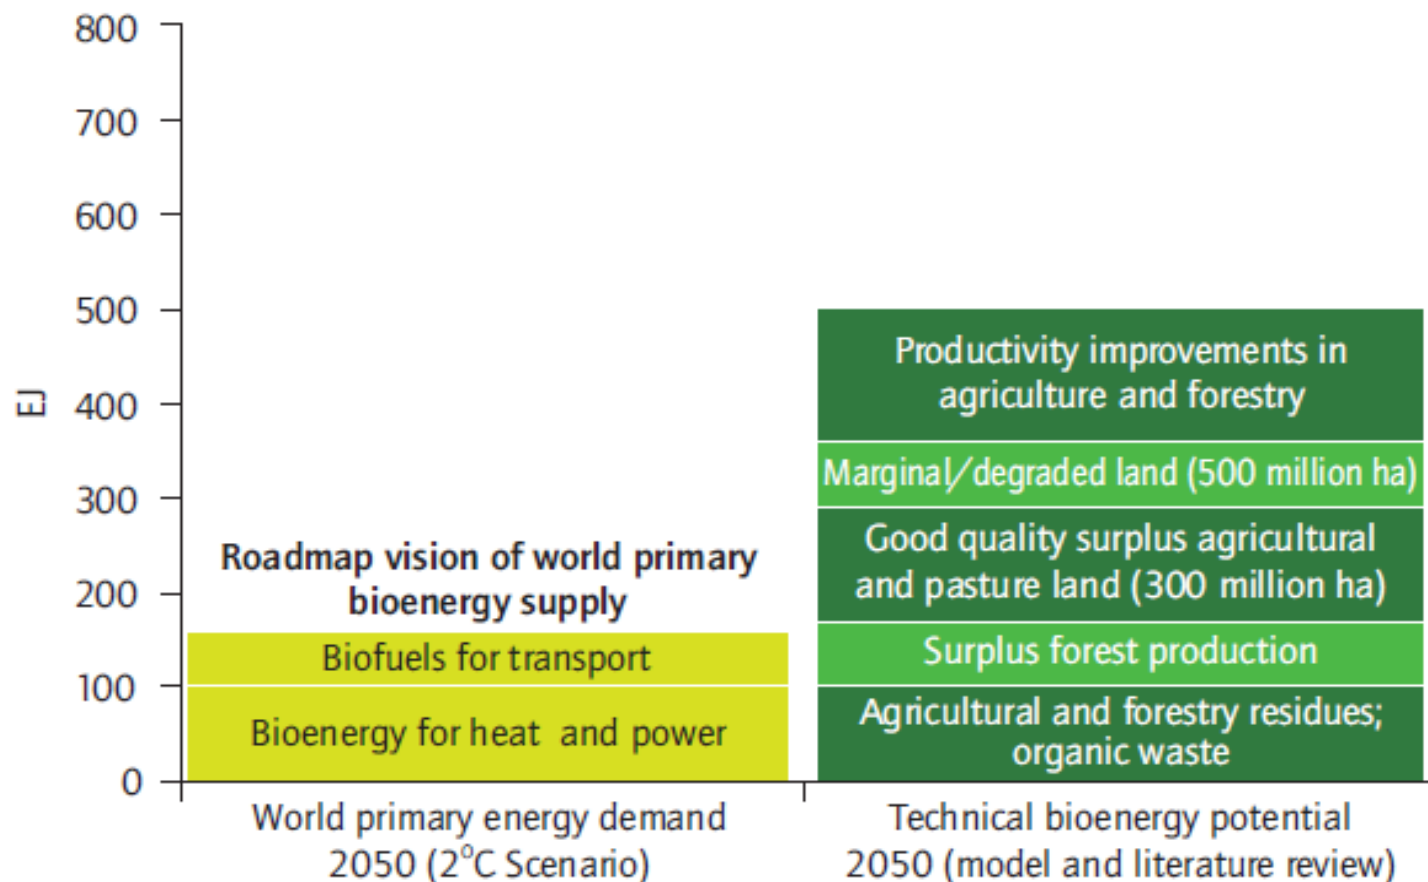 800
700
600
500
400
300
200
100
0
EJ
Roadmap vision of world primary
bioenergy supply
Biofuels for transport
Bioenergy for heat and power
Productivity improvements in
agriculture and forestry
Marginal/degraded land (500 million ha)
Good quality surplus agricultural
and pasture land (300 million ha)
Surplus forest production
Agricultural and forestry residues;
organic waste
World primary energy demand
2050 (2°C Scenario)
Technical bioenergy potential
2050 (model and literature review)